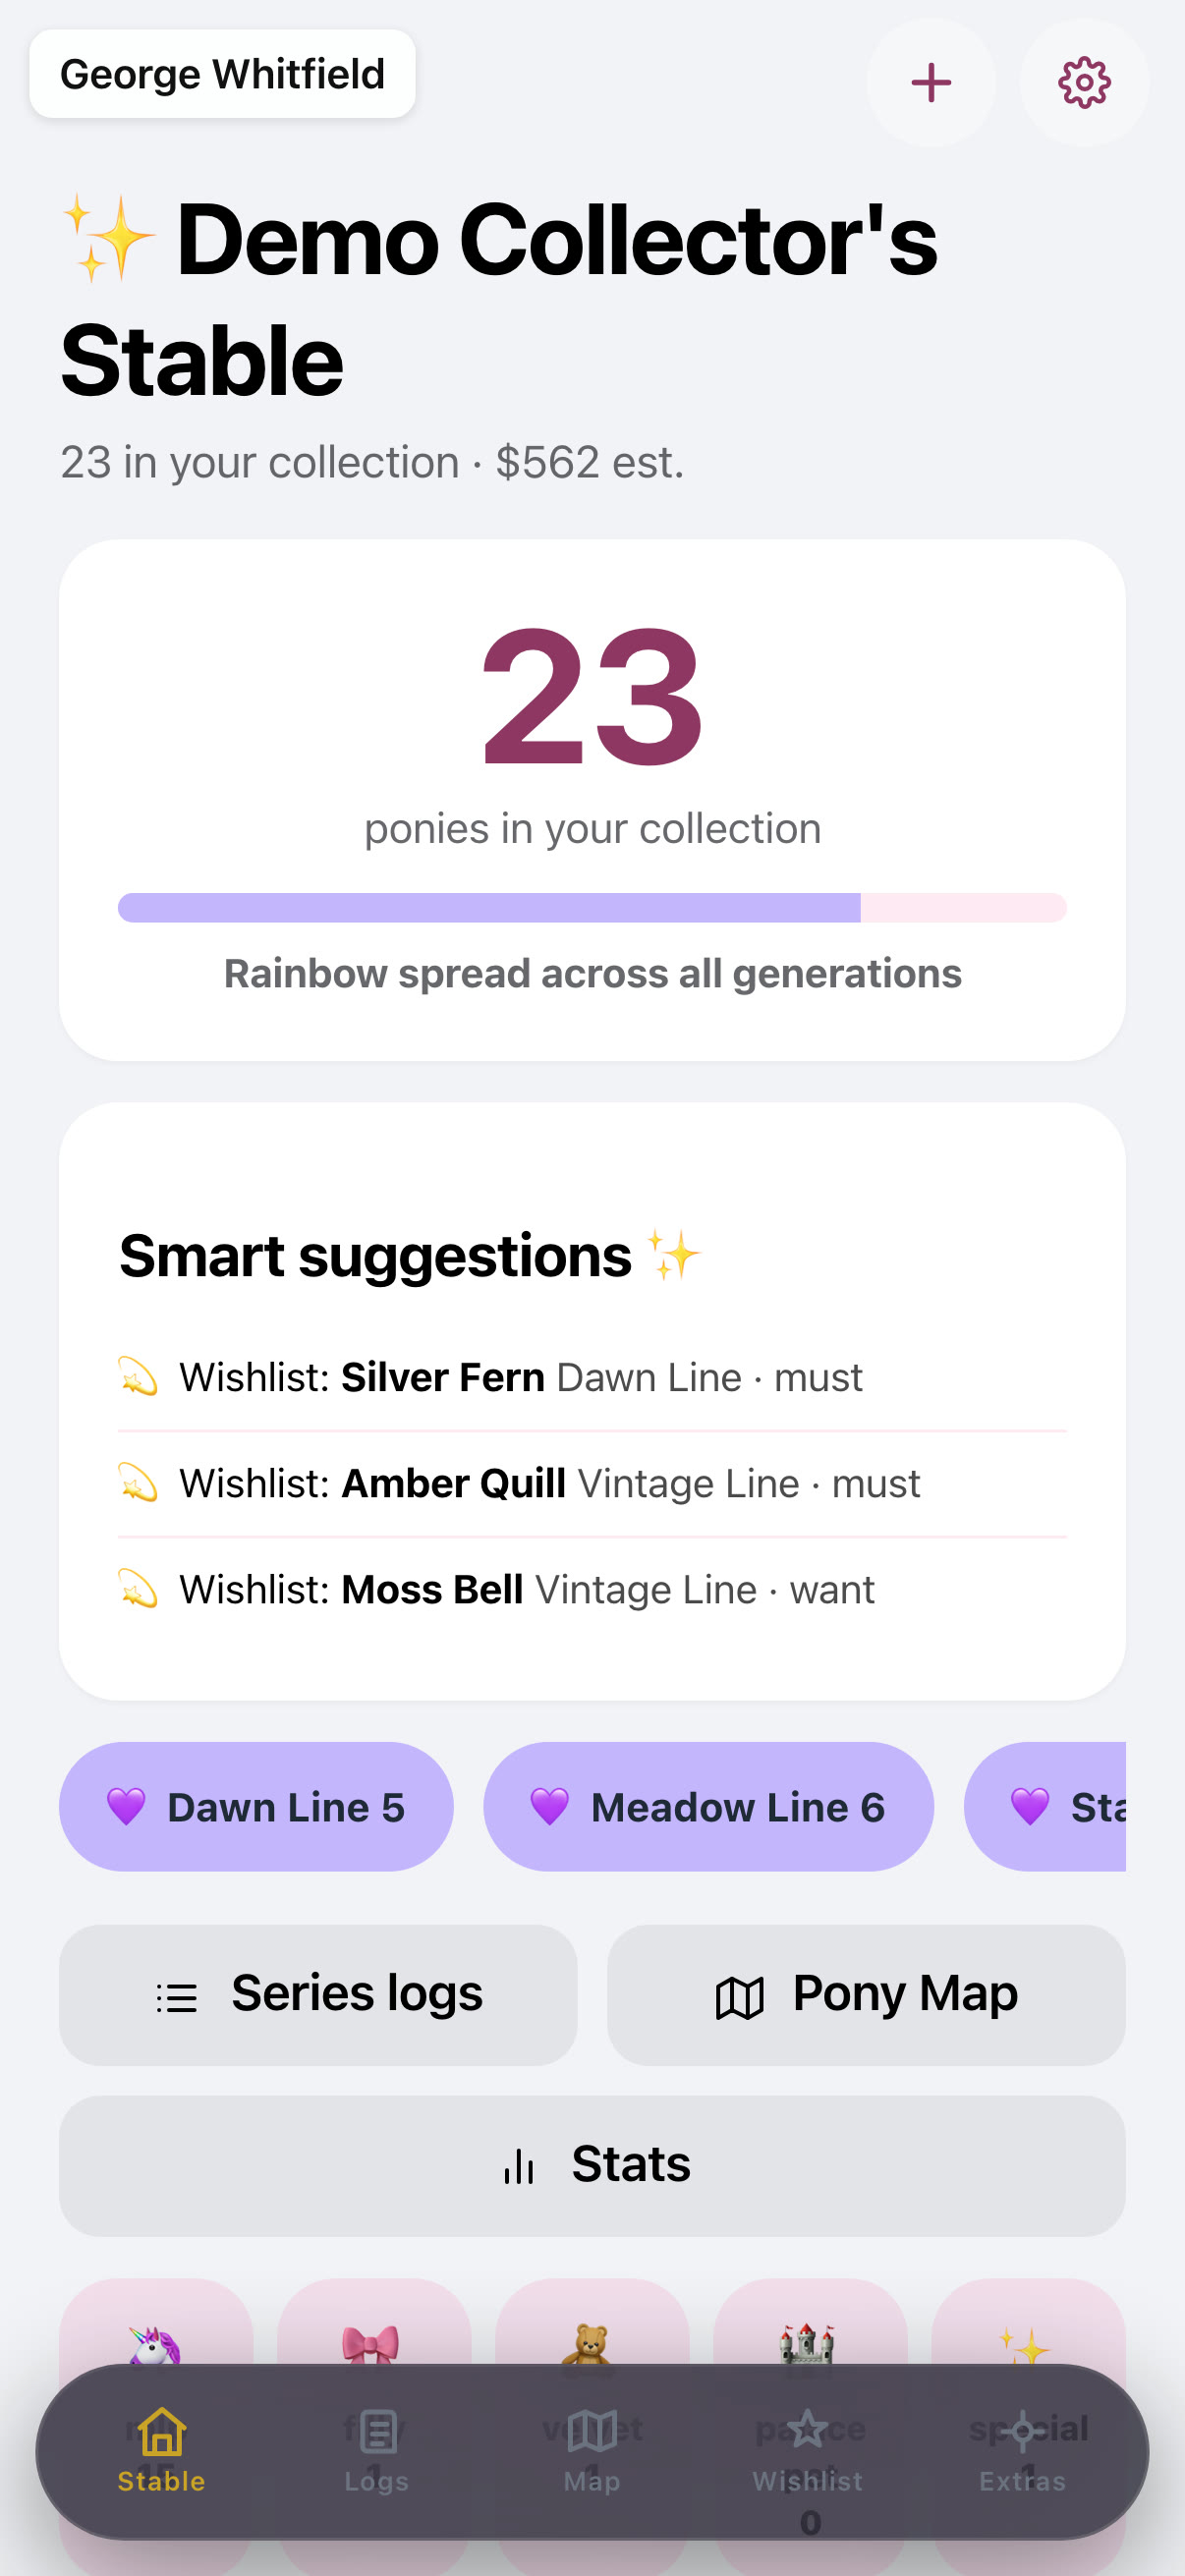 George Whitfield
✨ Demo Collector's
Stable
23 in your collection · $562 est.
23
ponies in your collection
Rainbow spread across all generations
Smart suggestions ✨
Wishlist: Silver Fern Dawn Line · must
Wishlist: Amber Quill Vintage Line · must
Wishlist: Moss Bell Vintage Line · want
Dawn Line 5
Meadow Line 6
Series logs
Pony Map
Stats
special
0
Stable
Logs
Map
Wishlist
Extras